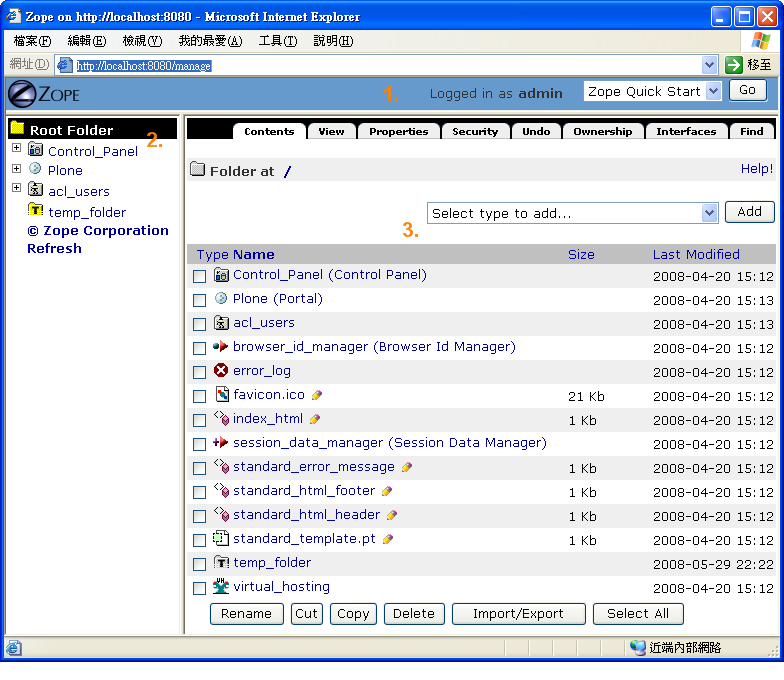 Zope on http://localhost:8080 - Microsoft Internet Explorer
檔案(F) 編輯(E) 檢視(V) 我的最愛(A) 工具(T) 說明(H)
網址(D) http://localhost:8080/manage 移至
ZOPE 1. Logged in as admin Zope Quick Start Go
Root Folder
2.
Control_Panel
Plone
acl_users
temp_folder
© Zope Corporation
Refresh
Contents View Properties Security Undo Ownership Interfaces Find
Folder at / Help!
Select type to add... Add
3.
Type Name Size Last Modified
Control_Panel (Control Panel) 2008-04-20 15:12
Plone (Portal) 2008-04-20 15:13
acl_users 2008-04-20 15:13
browser_id_manager (Browser Id Manager) 2008-04-20 15:12
error_log 2008-04-20 15:12
favicon.ico 21 Kb 2008-04-20 15:12
index_html 1 Kb 2008-04-20 15:12
session_data_manager (Session Data Manager) 2008-04-20 15:12
standard_error_message 1 Kb 2008-04-20 15:12
standard_html_footer 1 Kb 2008-04-20 15:12
standard_html_header 1 Kb 2008-04-20 15:12
standard_template.pt 1 Kb 2008-04-20 15:12
temp_folder 2008-05-29 22:22
virtual_hosting 2008-04-20 15:12
Rename Cut Copy Delete Import/Export Select All
近端內部網路